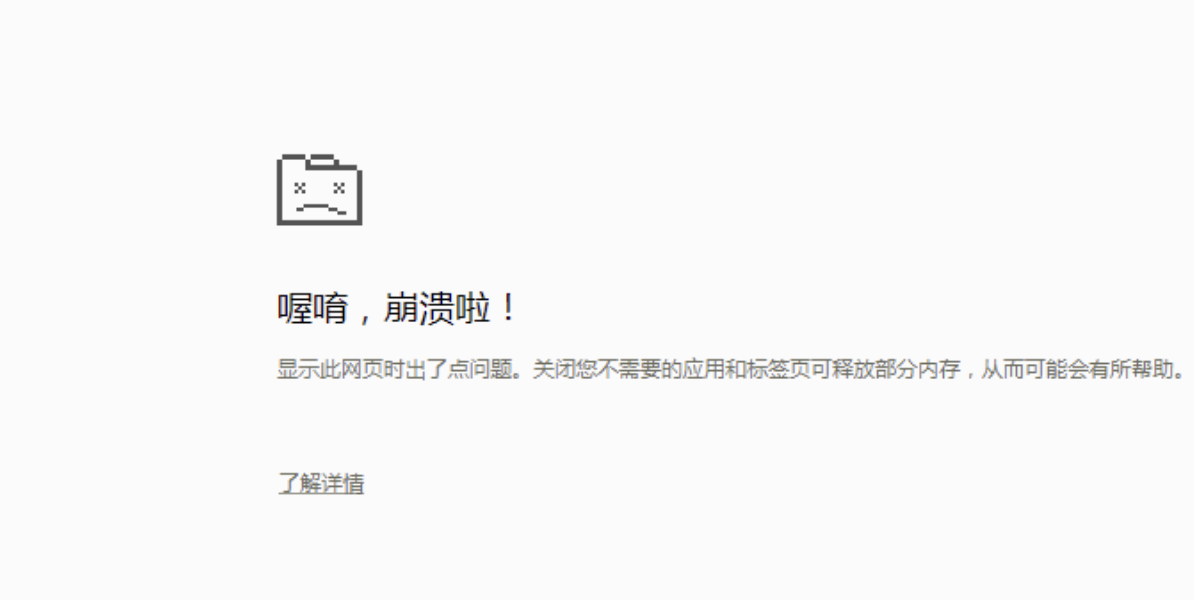 喔唷，崩溃啦！
显示此网页时出了点问题。关闭您不需要的应用和标签页可释放部分内存，从而可能会有所帮助。
了解详情